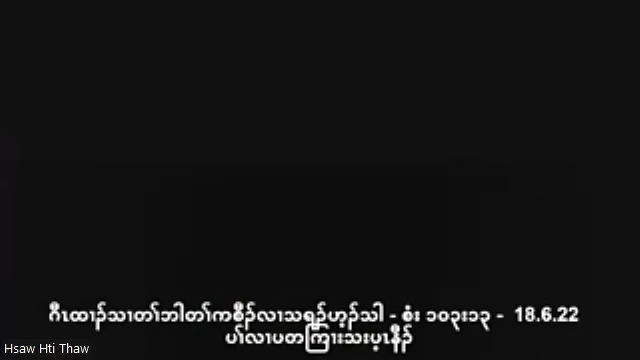 ဂီၤထၢၣ်သၢတၢ်ဘါတၢ်ကစီၣ်လၢသရၣ်ဟ့ၣ်သါ - စံး ၁၀၃း၁၃ - 18.6.22
ပၢ်လၢပတကြၢးသးပှၤနီၣ်
Hsaw Hti Thaw